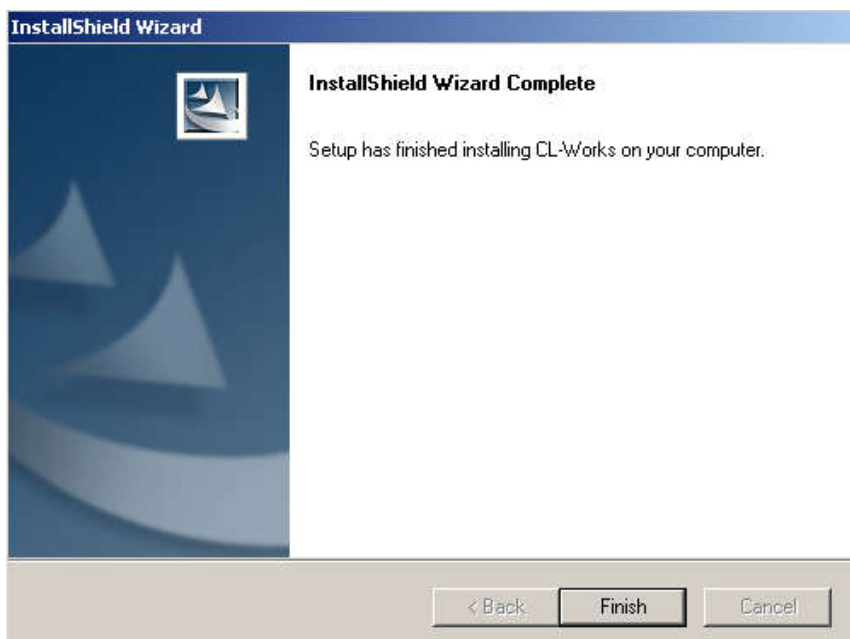 InstallShield Wizard
InstallShield Wizard Complete
Setup has finished installing CL-Works on your computer.
< Back
Finish
Cancel